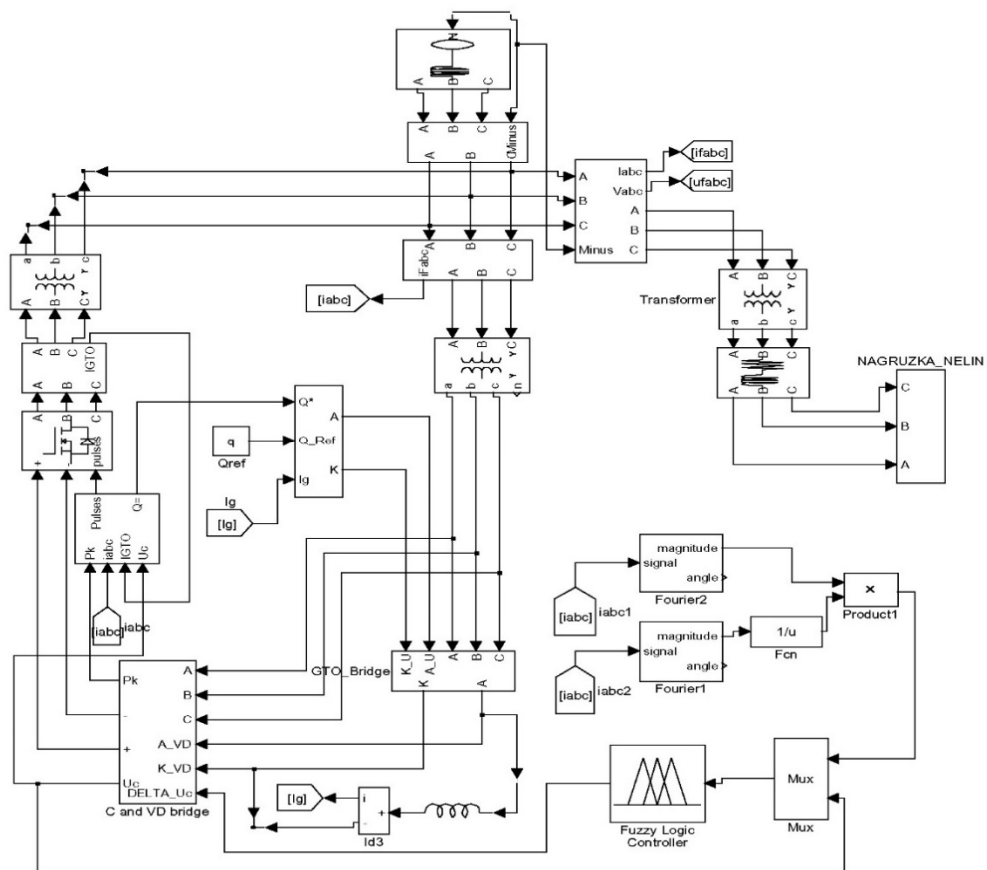 N
A B C
A B C Minus
A B C
A
B
C
Minus
Iabc
Vabc
A
B
C
[ifabc]
[ufabc]
a b c
A B C
Y Y
A B C
iFabc A B C
[iabc]
Transformer
A B C
a b c
Y Y
A B C
NAGRUZKA_NELIN
C
B
A
A B C IGTO
A B C
A B C
Y Y
a b c n
A B C
+ - pulses
Q*
Q_Ref
Ig
A
K
q
Qref
Ig
[Ig]
Pulses Q=
Pk iabc IGTO Uc
[iabc] iabc
magnitude
signal
angle
Fourier2
[iabc] iabc1
x
Product1
1/u
Fcn
magnitude
signal
angle
Fourier1
[iabc] iabc2
GTO_Bridge
K_U A_U A B C
K A
Pk
-
+
Uc
A
B
C
A_VD
K_VD
DELTA_Uc
C and VD bridge
[Ig]
i
+
-
Id3
Fuzzy Logic
Controller
Mux
Mux